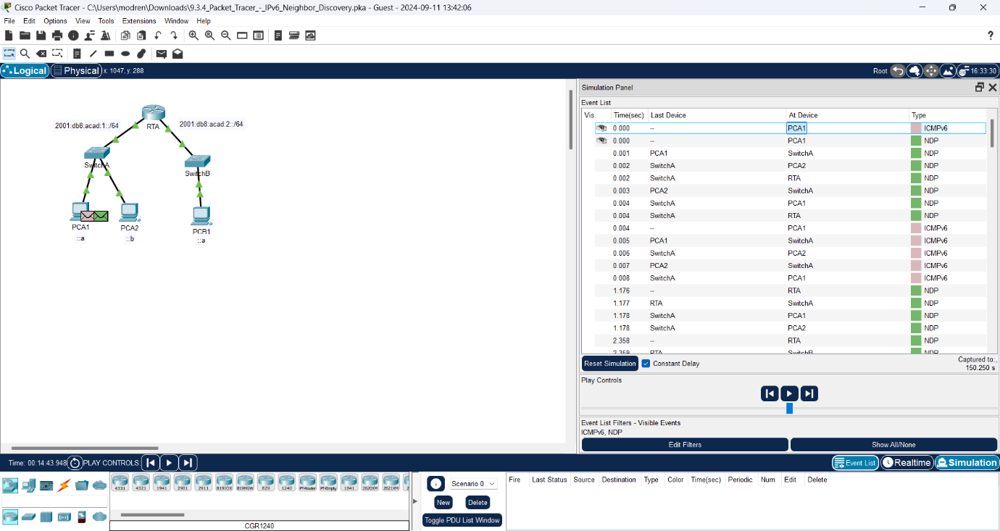 Cisco Packet Tracer - C:\Users\modren\Downloads\9.3.4_Packet_Tracer_-_IPv6_Neighbor_Discovery.pka - Guest - 2024-09-11 13:42:06
File Edit Options View Tools Extensions Window Help
?
Logical Physical x: 1047, y: 288 Root 16:33:30
Simulation Panel
Event List
Vis. Time(sec) Last Device At Device Type
0.000 -- PCA1 ICMPv6
0.000 -- PCA1 NDP
0.001 PCA1 SwitchA NDP
0.002 SwitchA PCA2 NDP
0.002 SwitchA RTA NDP
0.003 PCA2 SwitchA NDP
0.004 SwitchA PCA1 NDP
0.004 SwitchA RTA NDP
0.004 -- PCA1 ICMPv6
0.005 PCA1 SwitchA ICMPv6
0.006 SwitchA PCA2 ICMPv6
0.007 PCA2 SwitchA ICMPv6
0.008 SwitchA PCA1 ICMPv6
1.176 -- RTA NDP
1.177 RTA SwitchA NDP
1.178 SwitchA PCA1 NDP
1.178 SwitchA PCA2 NDP
2.358 -- RTA NDP
2.359 RTA SwitchB NDP
2001:db8:acad:1::/64
RTA
2001:db8:acad:2::/64
SwitchA
SwitchB
PCA1
::a
PCA2
::b
PCB1
::a
Reset Simulation Constant Delay Captured to:
150.250 s
Play Controls
Event List Filters - Visible Events
ICMPv6, NDP
Edit Filters Show All/None
Time: 00:14:43.948 PLAY CONTROLS: Event List Realtime Simulation
4331 4321 1941 2901 2911 819IOX 819HGW 829 1240 PT-Router PT-Empty 1841 2620XM 2621XM 2
CGR1240
Scenario 0
New Delete
Toggle PDU List Window
Fire Last Status Source Destination Type Color Time(sec) Periodic Num Edit Delete